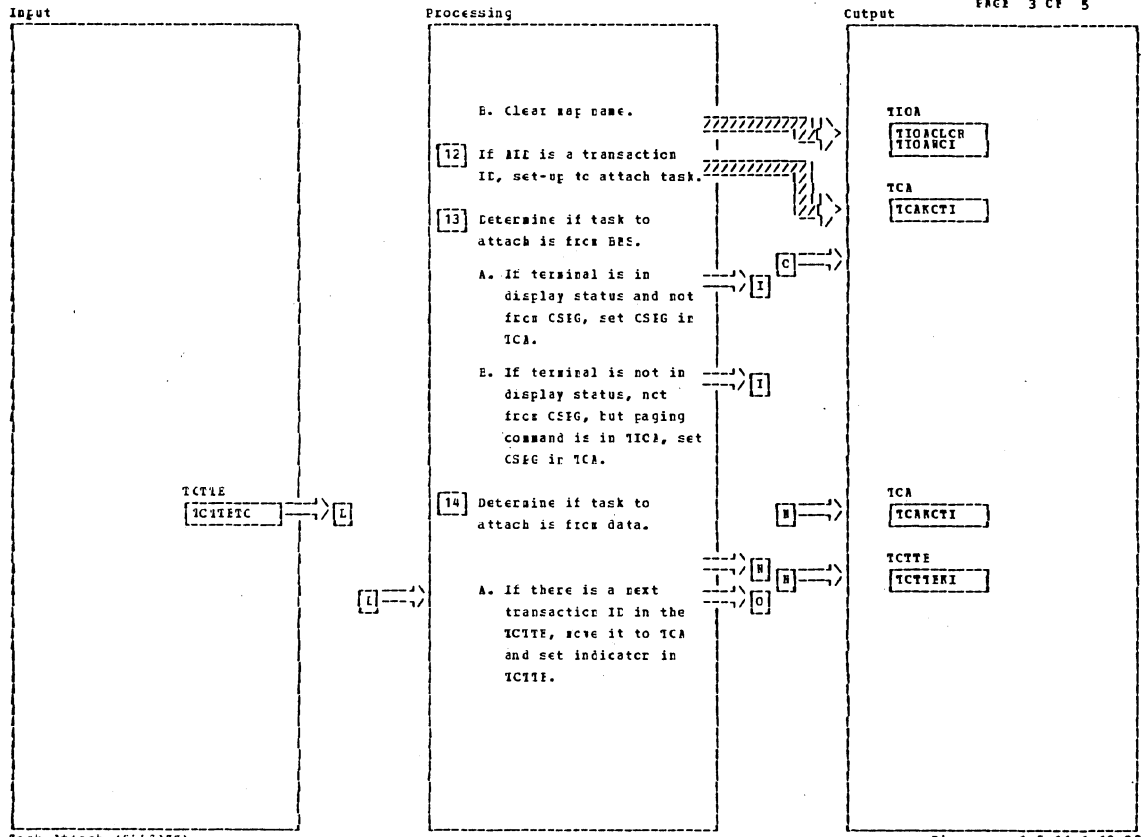 Input
Processing
Output
PAGE 3 OF 5
B. Clear map name.
TIOA
TIOACLCR
TIOAWCI
12 If AID is a transaction
ID, set-up to attach task.
TCA
TCAKCTI
13 Determine if task to
attach is from BMS.
C
A. If terminal is in
display status and not
from CSPG, set CSPG in
TCA.
I
B. If terminal is not in
display status, not
from CSPG, but paging
command is in TICA, set
CSPG in TCA.
I
TCTTE
TCTTETC
L
14 Determine if task to
attach is from data.
N
TCA
TCAKCTI
L
A. If there is a next
transaction ID in the
TCTTE, move it to TCA
and set indicator in
TCTTE.
N
O
N
TCTTE
TCTTEKI